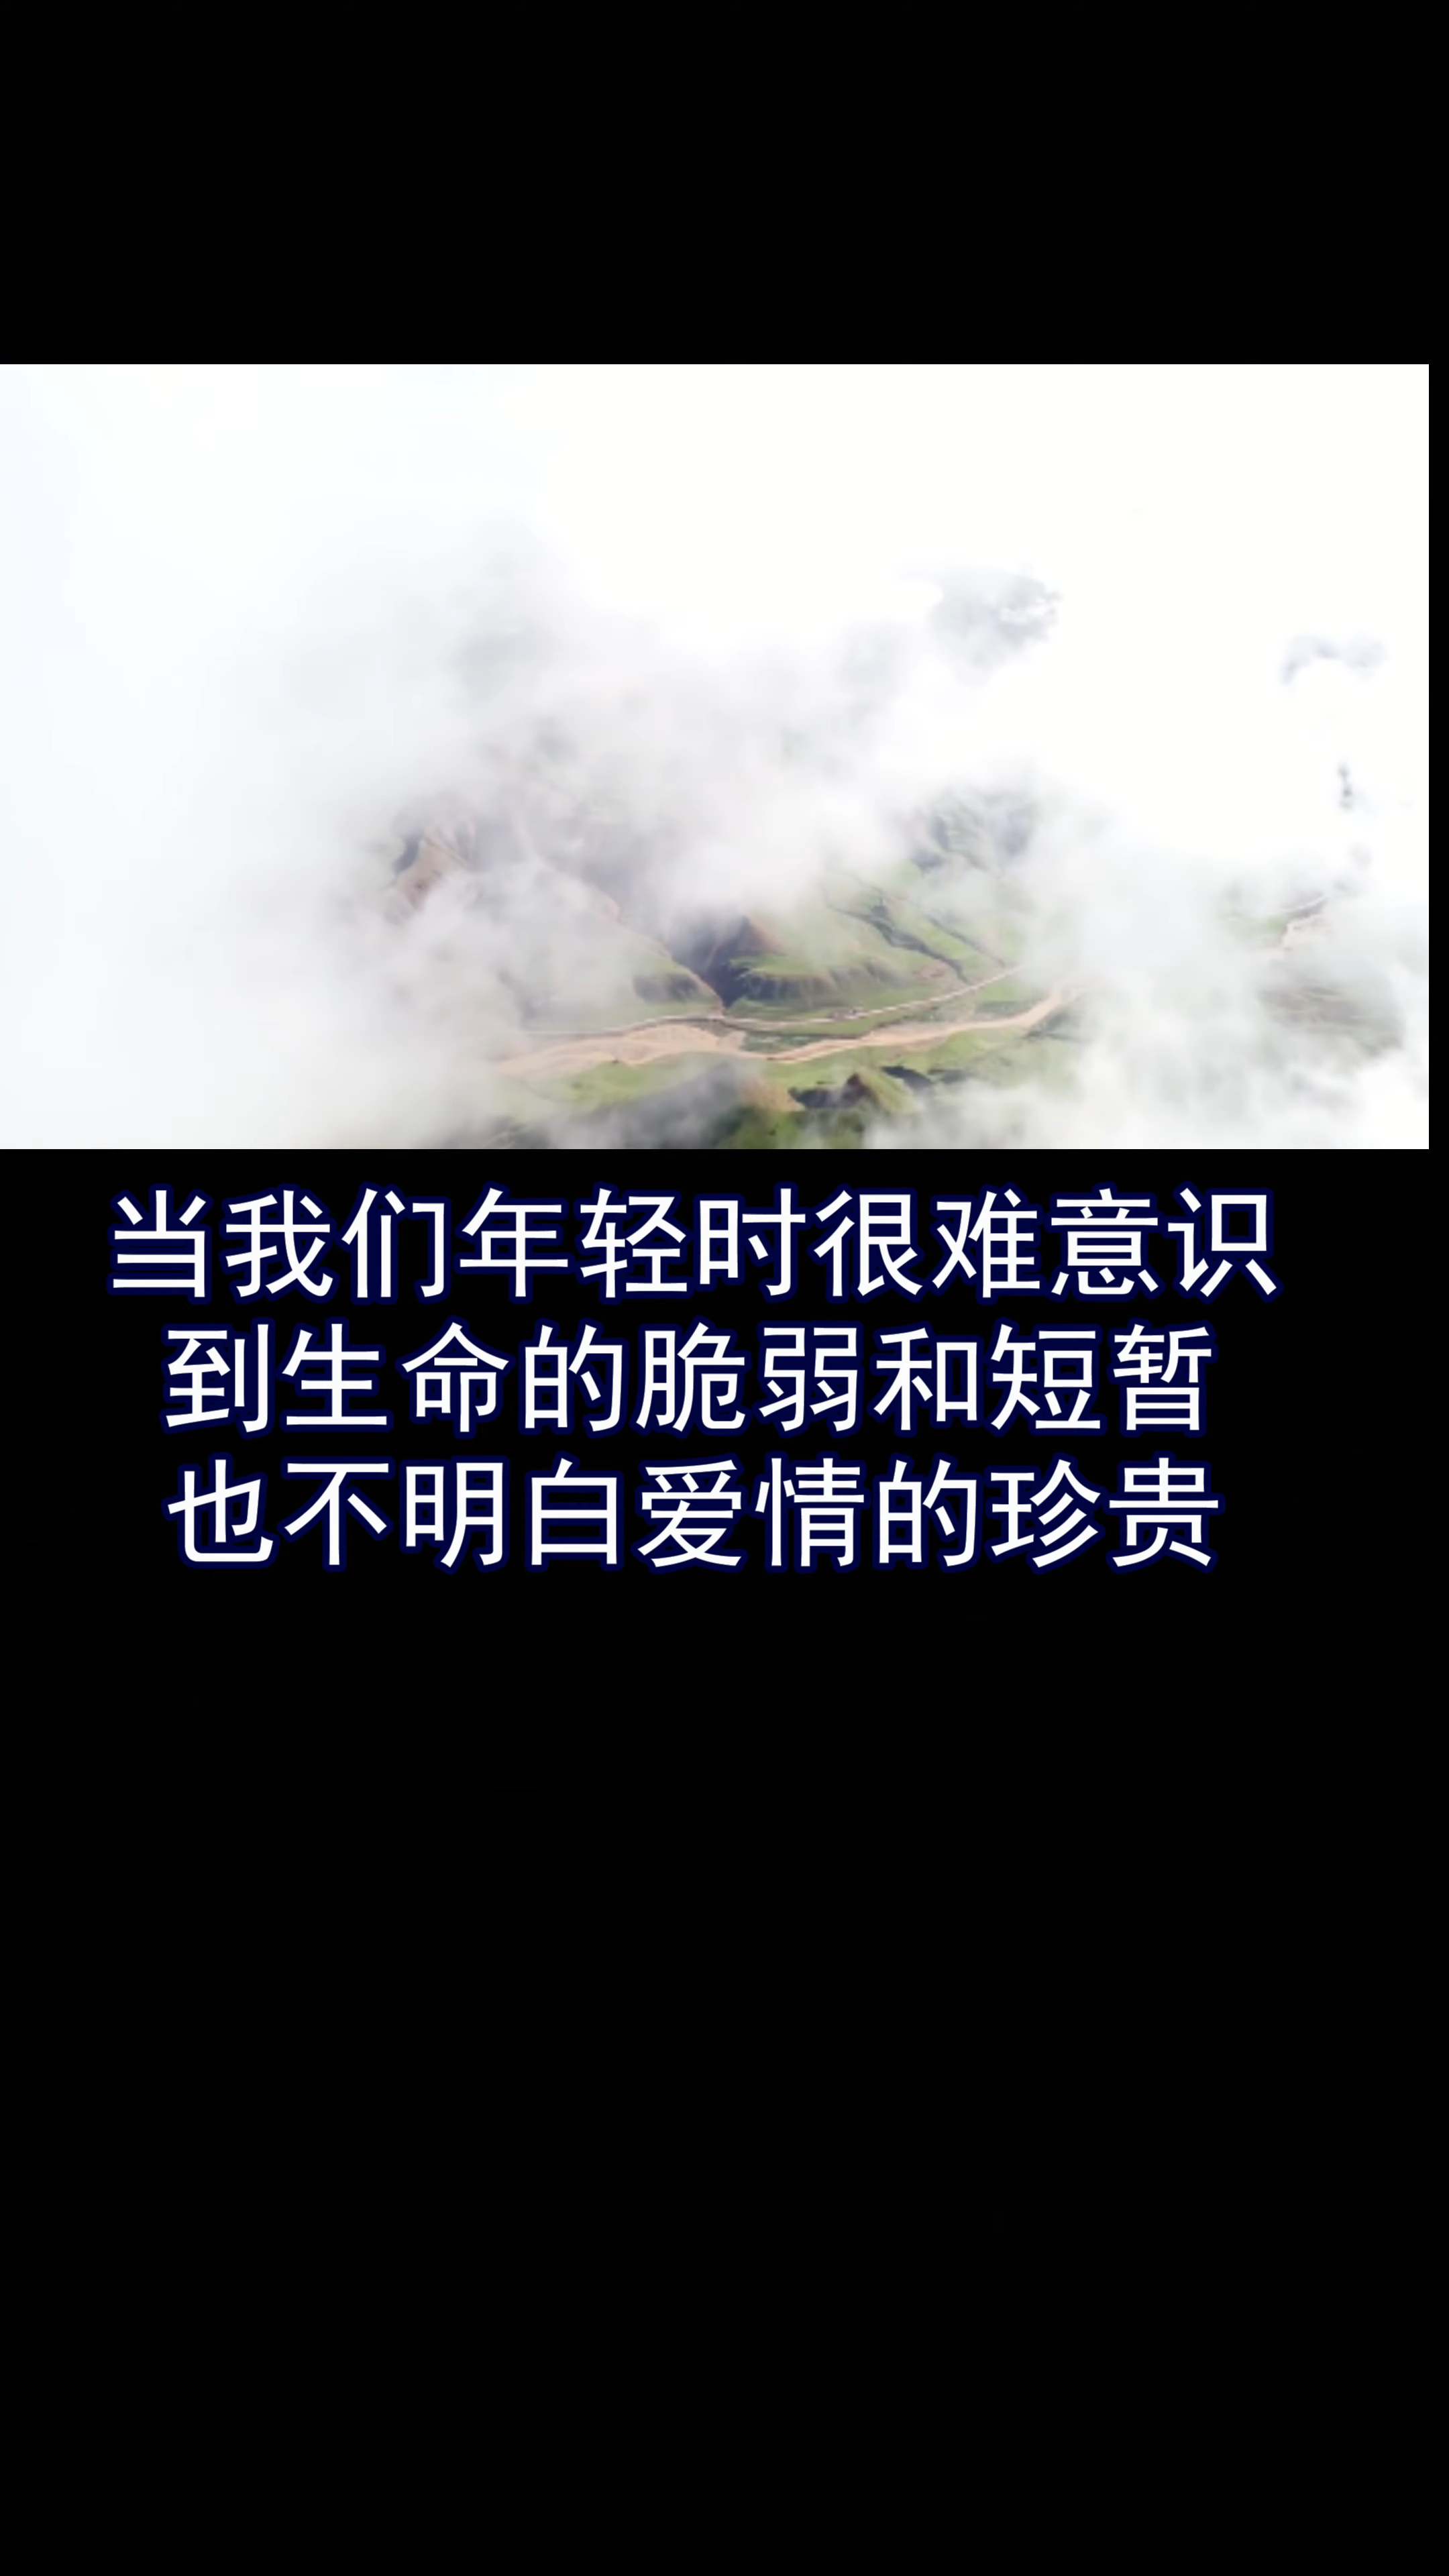 当我们年轻时很难意识
到生命的脆弱和短暂
也不明白爱情的珍贵